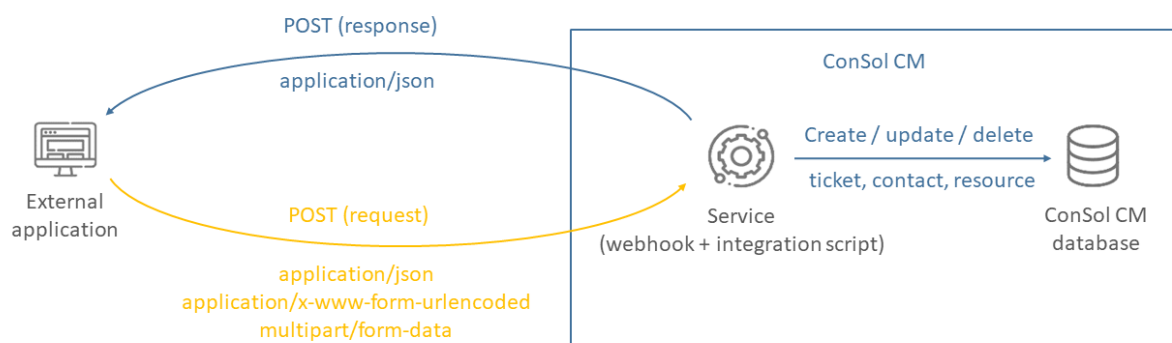 POST (response)
application/json
ConSol CM
External
application
POST (request)
application/json
application/x-www-form-urlencoded
multipart/form-data
Service
(webhook + integration script)
Create / update / delete
ticket, contact, resource
ConSol CM
database